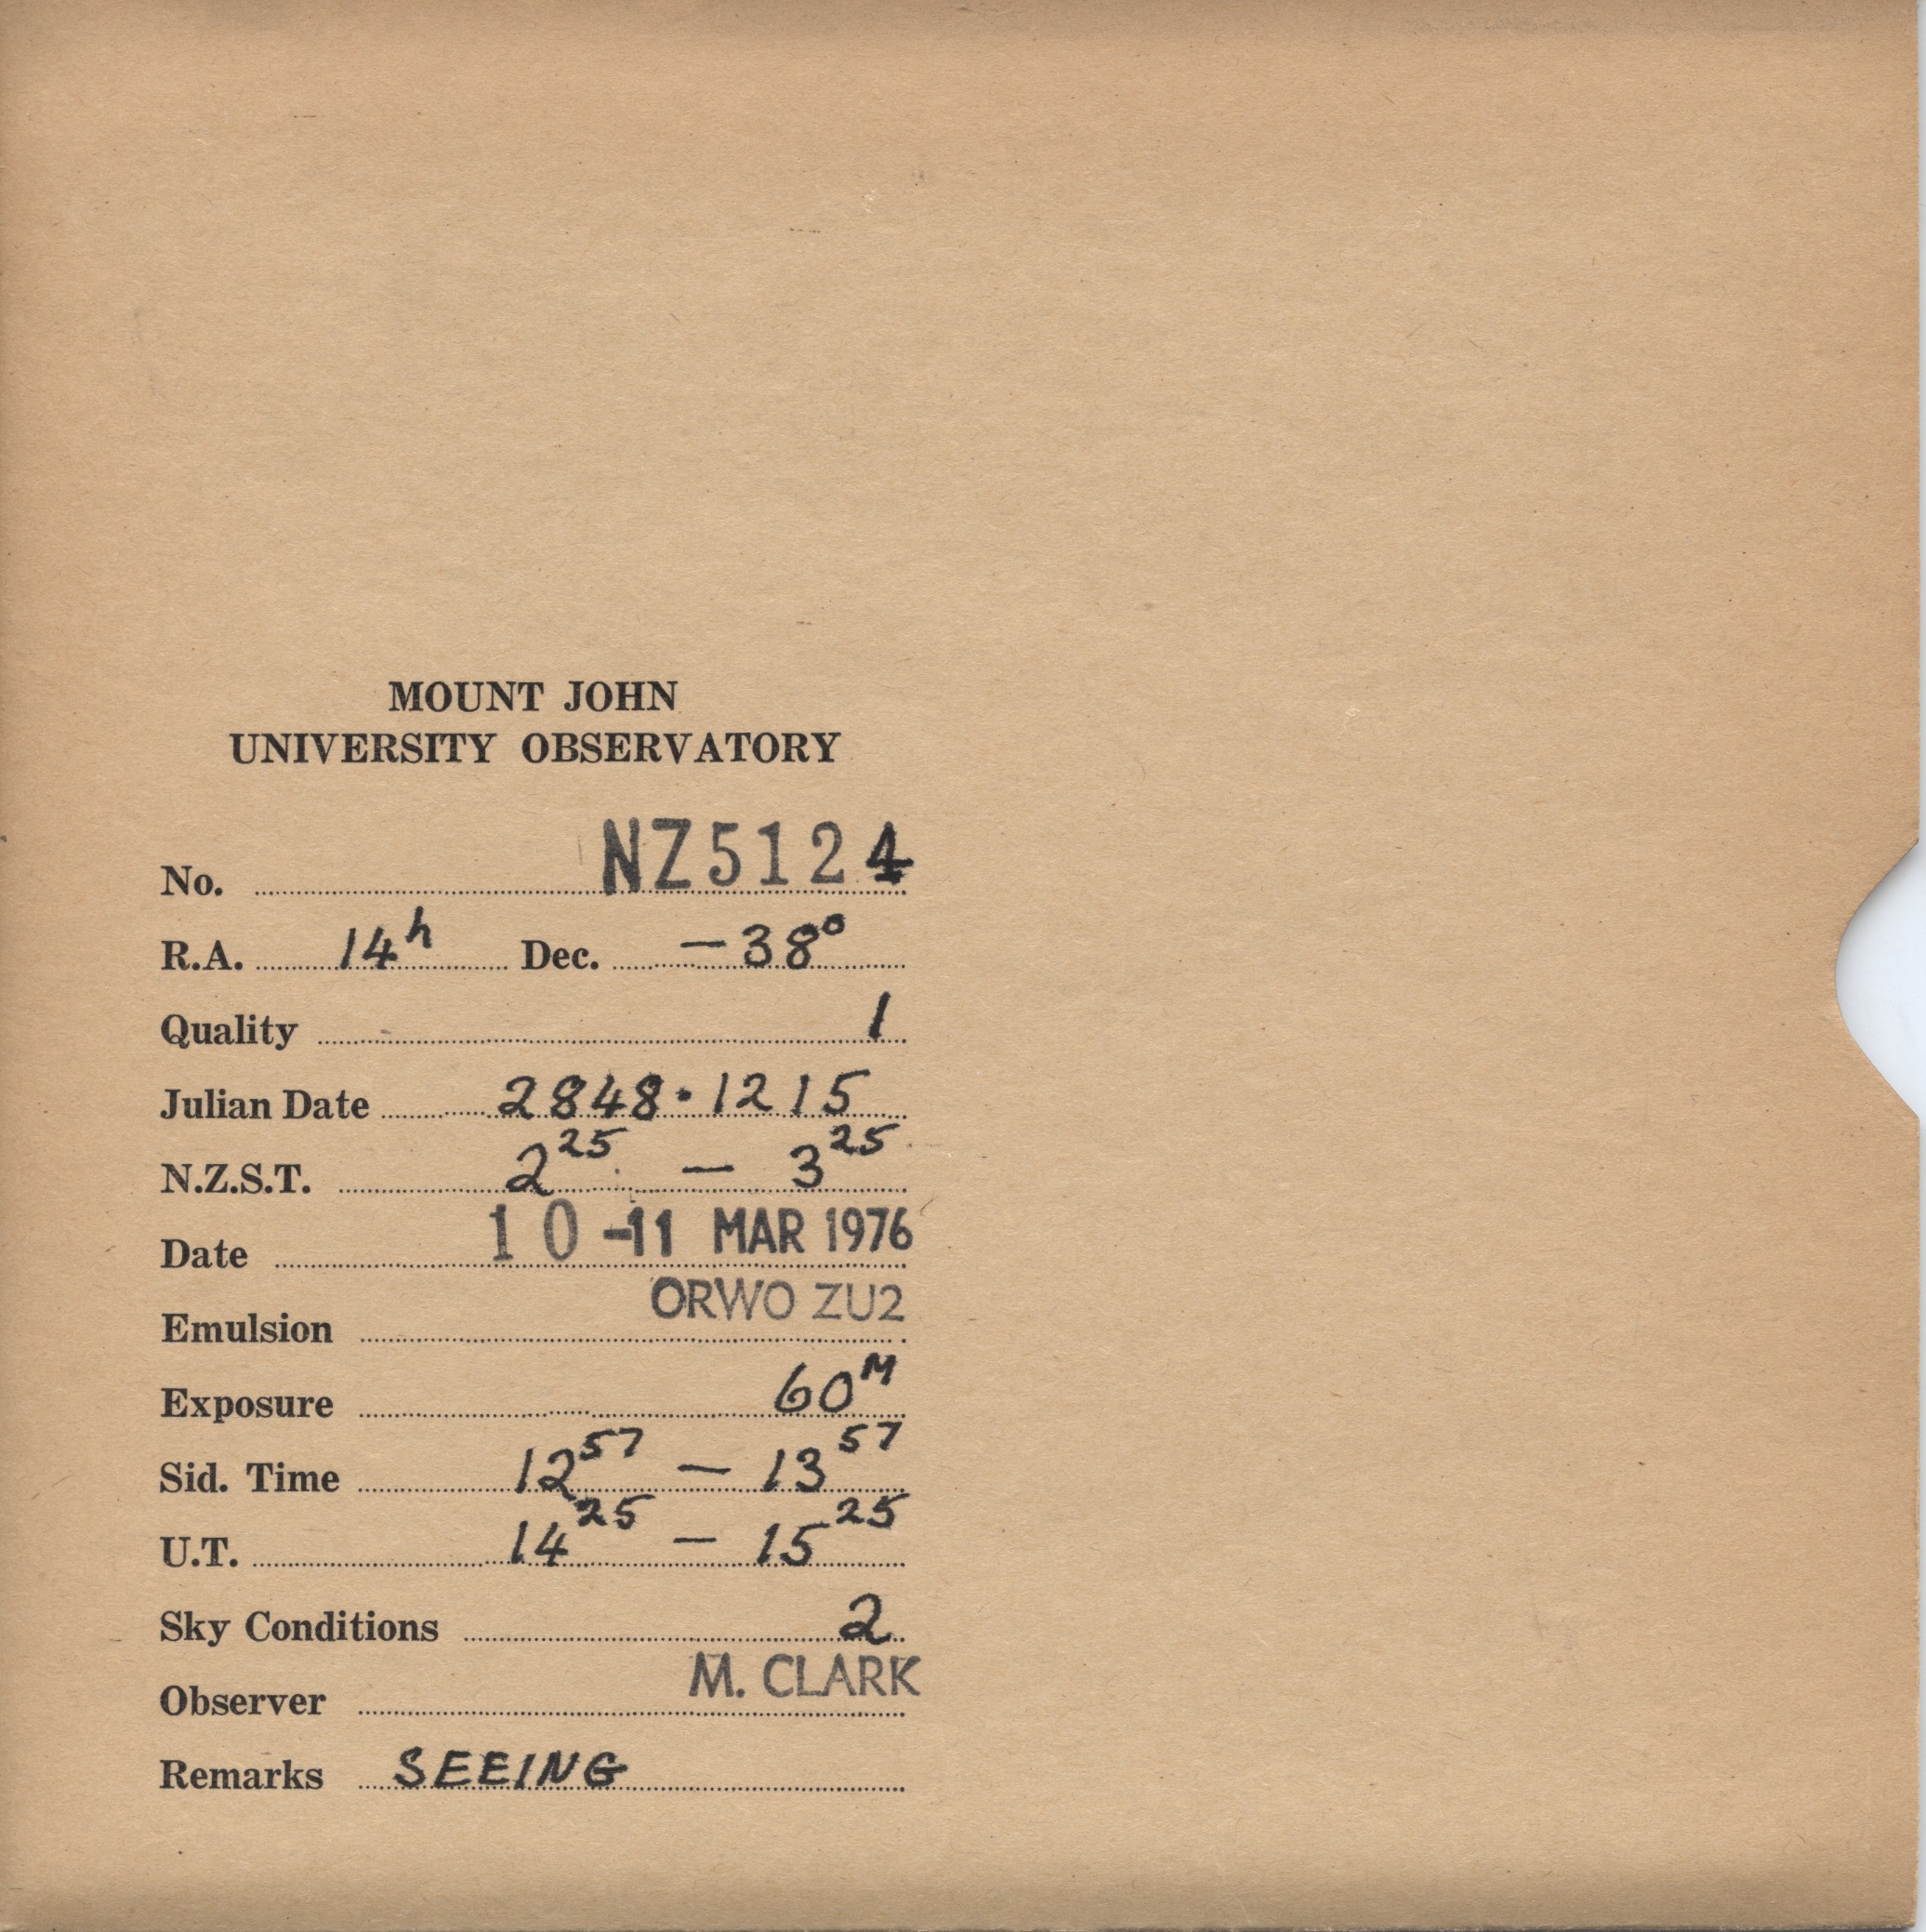 MOUNT JOHN
UNIVERSITY OBSERVATORY
No. NZ5124
R.A. 14h Dec. -38°
Quality 1
Julian Date 2848.1215
N.Z.S.T. 2 25 — 3 25
Date 10-11 MAR 1976
Emulsion ORWO ZU2
Exposure 60M
Sid. Time 12 57 — 13 57
U.T. 14 25 — 15 25
Sky Conditions 2
Observer M. CLARK
Remarks SEEING